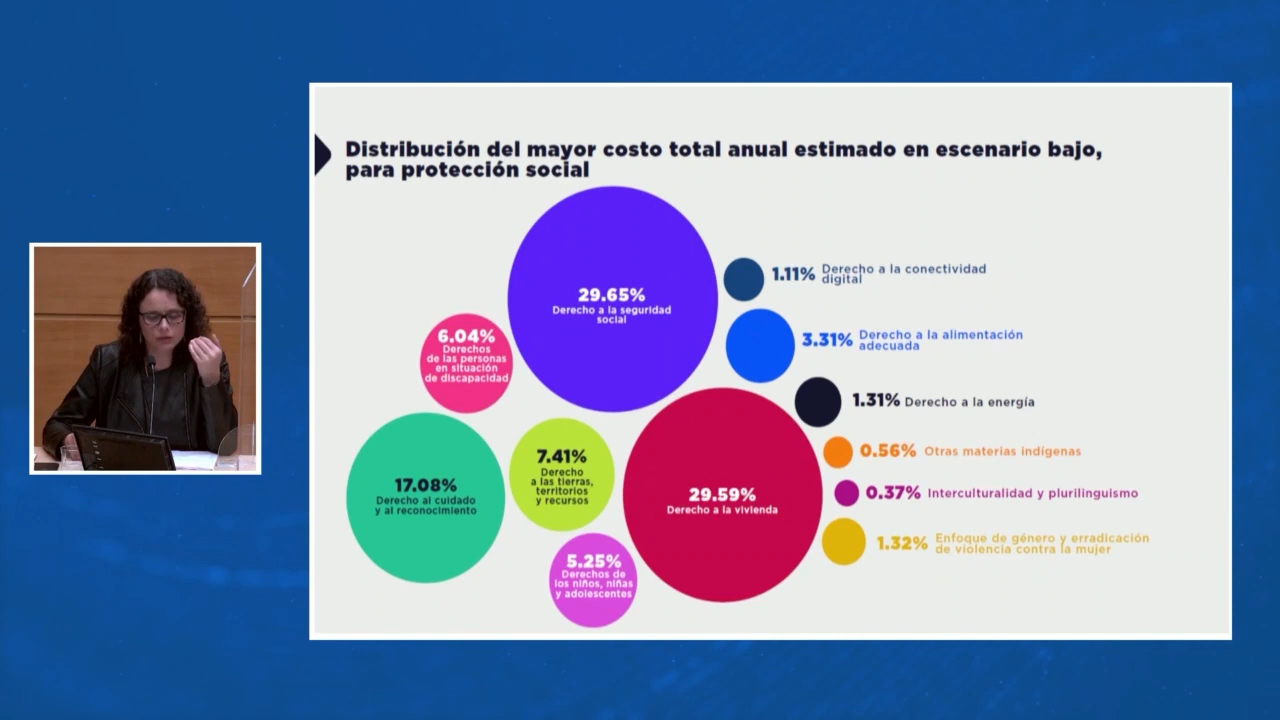 Distribución del mayor costo total anual estimado en escenario bajo,
para protección social
29.65%
Derecho a la seguridad
social
1.11% Derecho a la conectividad
digital
6.04%
Derechos
de las personas
en situación
de discapacidad
3.31% Derecho a la alimentación
adecuada
1.31% Derecho a la energía
17.08%
Derecho al cuidado
y al reconocimiento
7.41%
Derecho
a las tierras,
territorios
y recursos
29.59%
Derecho a la vivienda
0.56% Otras materias indígenas
0.37% Interculturalidad y plurilinguismo
1.32% Enfoque de género y erradicación
de violencia contra la mujer
5.25%
Derechos de
los niños, niñas
y adolescentes